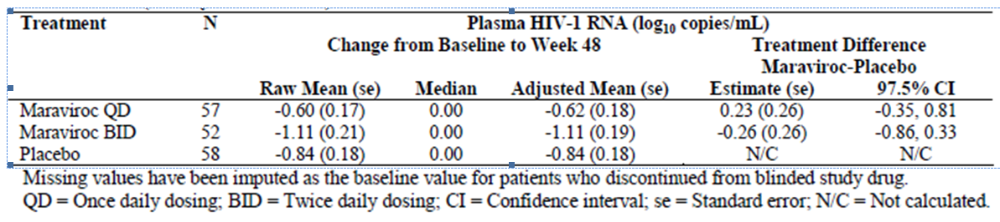 Treatment N Plasma HIV-1 RNA (log10 copies/mL)
Change from Baseline to Week 48 Treatment Difference
Maraviroc-Placebo
Raw Mean (se) Median Adjusted Mean (se) Estimate (se) 97.5% CI
Maraviroc QD 57 -0.60 (0.17) 0.00 -0.62 (0.18) 0.23 (0.26) -0.35, 0.81
Maraviroc BID 52 -1.11 (0.21) 0.00 -1.11 (0.19) -0.26 (0.26) -0.86, 0.33
Placebo 58 -0.84 (0.18) 0.00 -0.84 (0.18) N/C N/C
Missing values have been imputed as the baseline value for patients who discontinued from blinded study drug.
QD = Once daily dosing; BID = Twice daily dosing; CI = Confidence interval; se = Standard error; N/C = Not calculated.